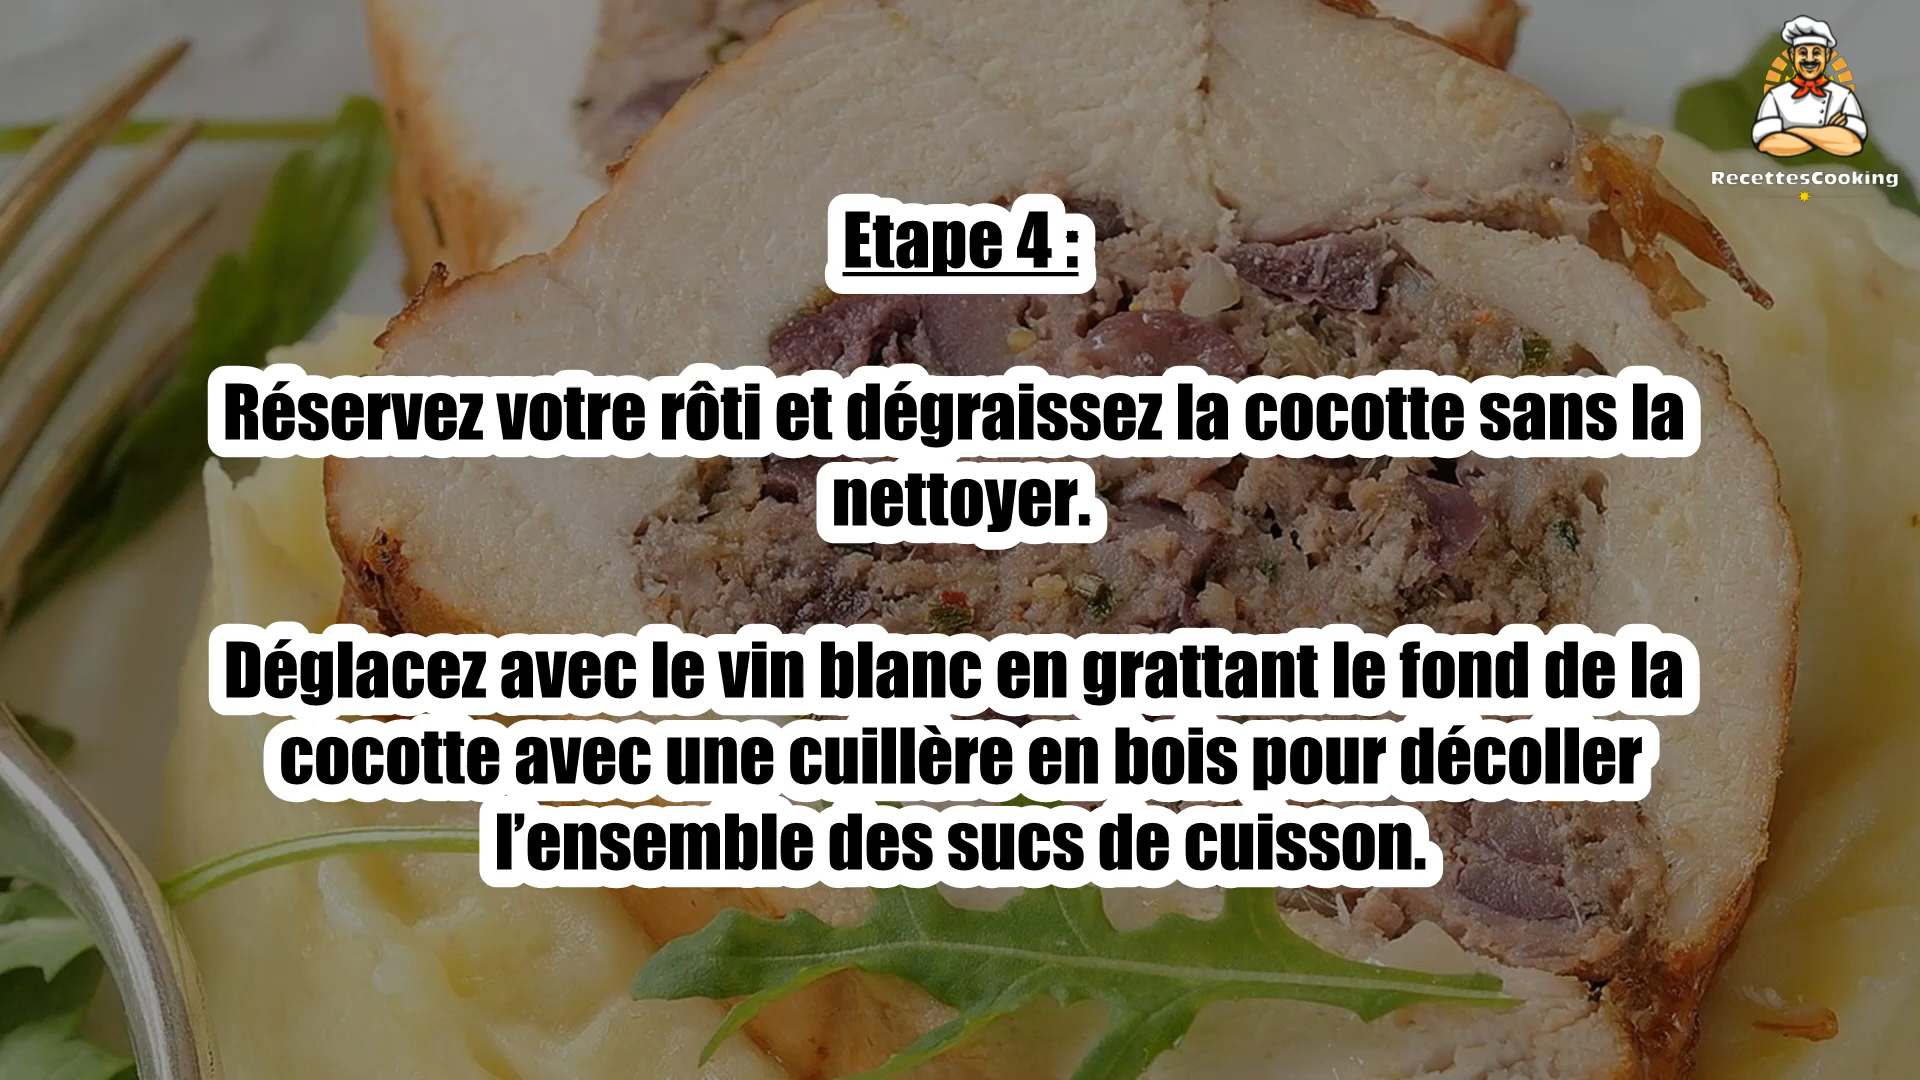 RecettesCooking
Etape 4 :
Réservez votre rôti et dégraissez la cocotte sans la
nettoyer.
Déglacez avec le vin blanc en grattant le fond de la
cocotte avec une cuillère en bois pour décoller
l’ensemble des sucs de cuisson.